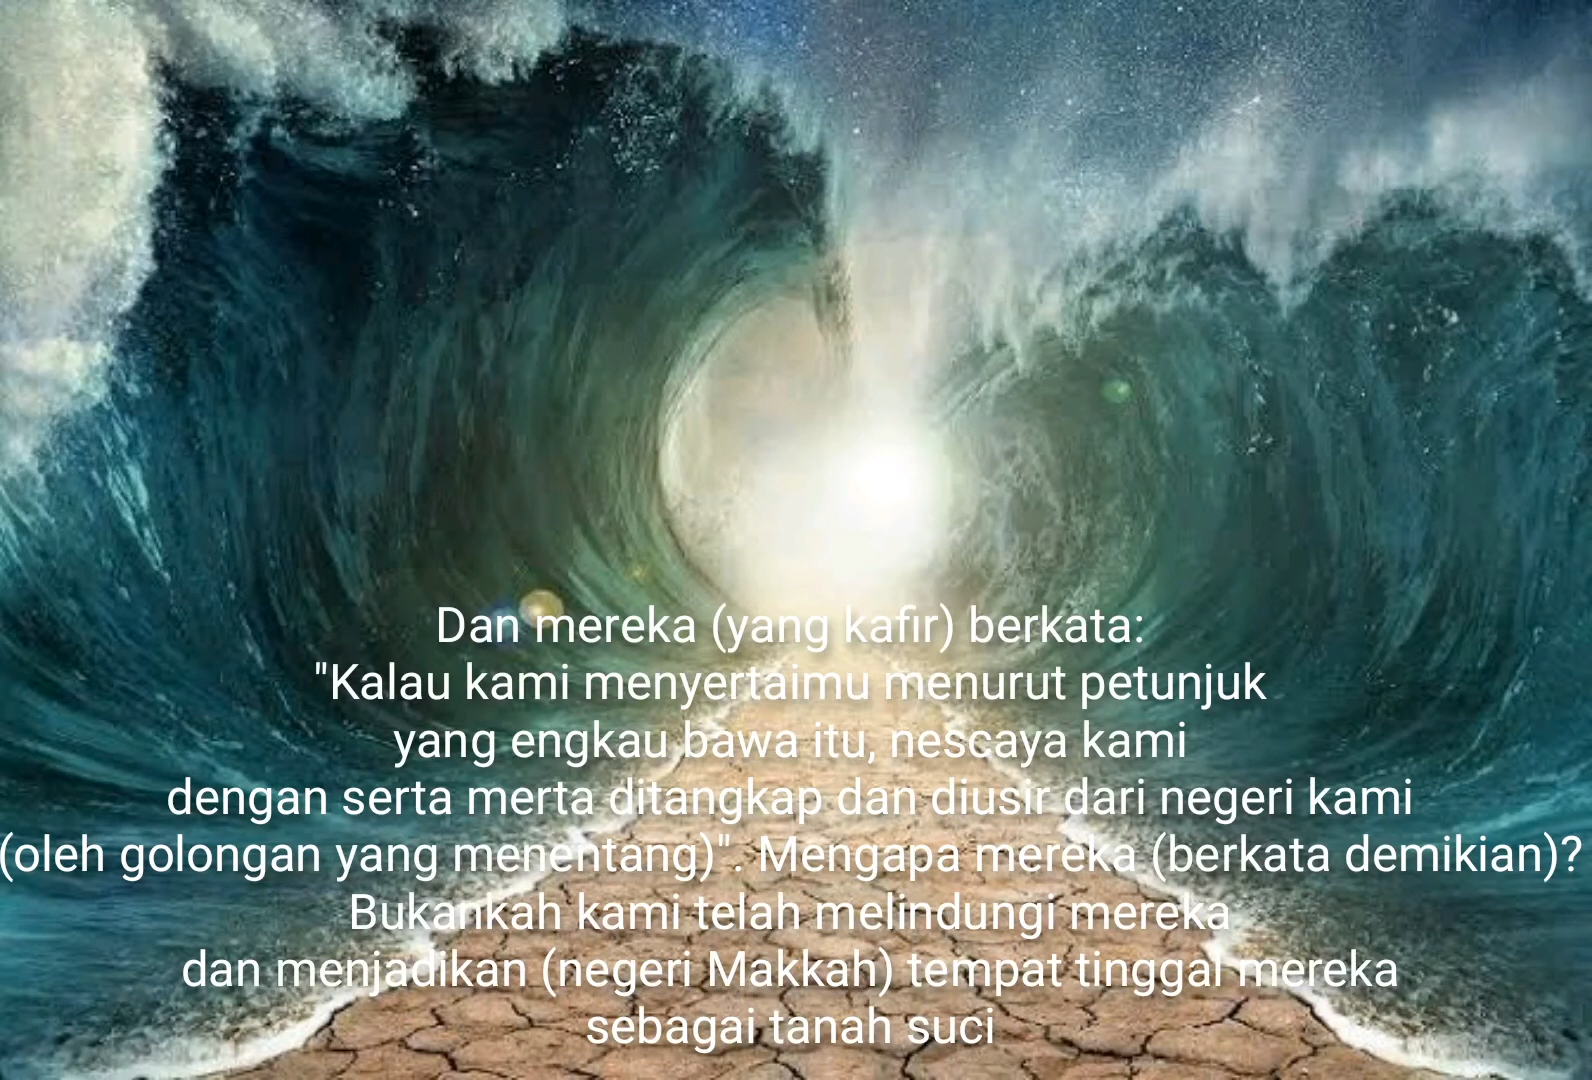 Dan mereka (yang kafir) berkata:
"Kalau kami menyertaimu menurut petunjuk
yang engkau bawa itu, nescaya kami
dengan serta merta ditangkap dan diusir dari negeri kami
(oleh golongan yang menentang)". Mengapa mereka (berkata demikian)?
Bukankah kami telah melindungi mereka
dan menjadikan (negeri Makkah) tempat tinggal mereka
sebagai tanah suci